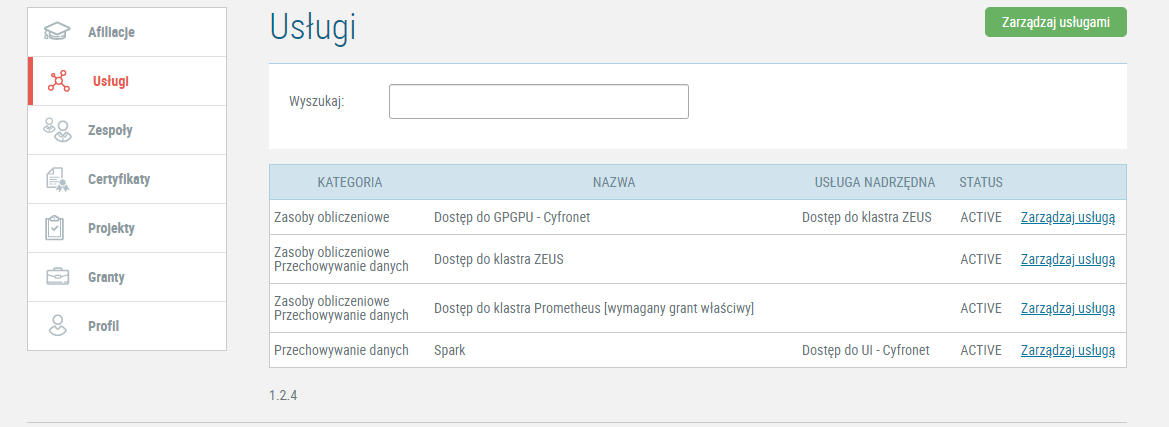 Afiliacje
Usługi
Zespoły
Certyfikaty
Projekty
Granty
Profil
Usługi
Zarządzaj usługami
Wyszukaj:
KATEGORIA NAZWA USŁUGA NADRZĘDNA STATUS
Zasoby obliczeniowe Dostęp do GPGPU - Cyfronet Dostęp do klastra ZEUS ACTIVE Zarządzaj usługą
Zasoby obliczeniowe
Przechowywanie danych Dostęp do klastra ZEUS ACTIVE Zarządzaj usługą
Zasoby obliczeniowe
Przechowywanie danych Dostęp do klastra Prometheus [wymagany grant właściwy] ACTIVE Zarządzaj usługą
Przechowywanie danych Spark Dostęp do UI - Cyfronet ACTIVE Zarządzaj usługą
1.2.4